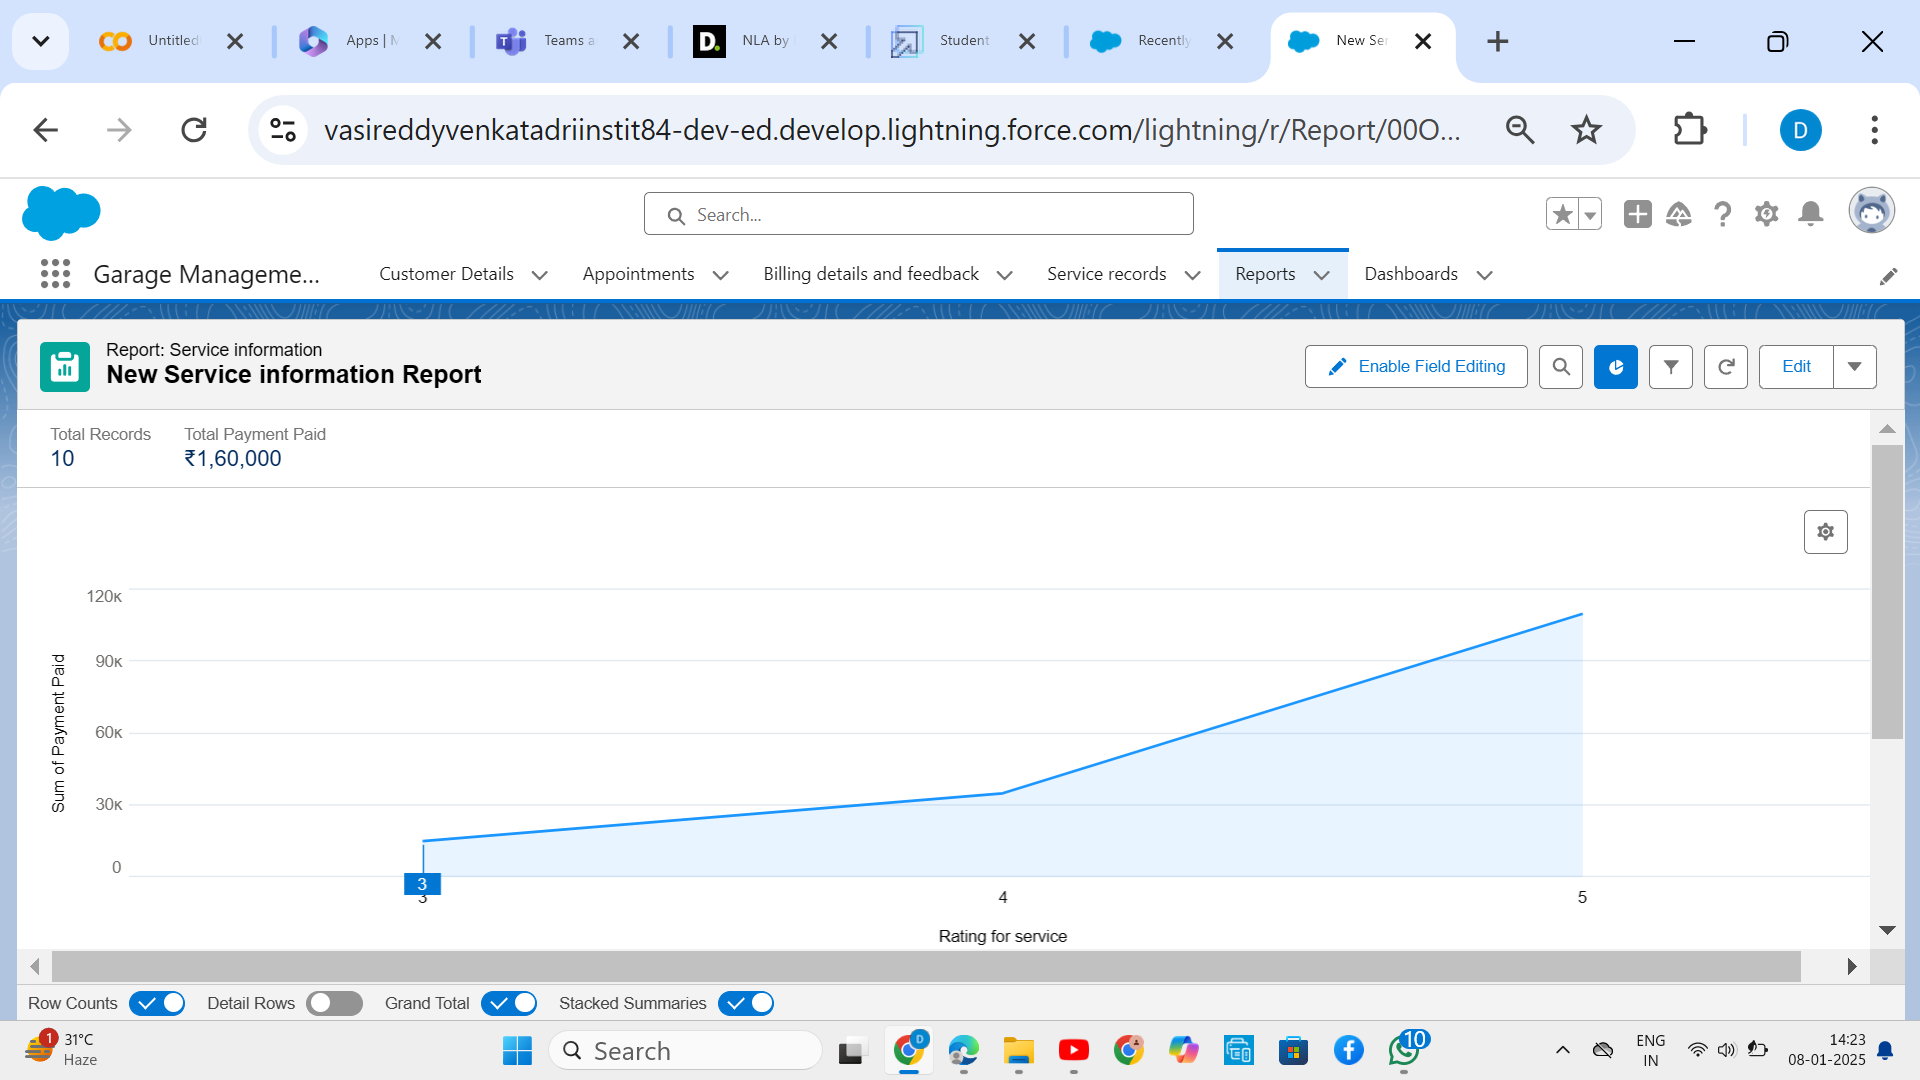 Untitled
Apps | M
Teams a
D.
NLA by
Student
Recently
New Ser
vasireddyvenkatadriinstit84-dev-ed.develop.lightning.force.com/lightning/r/Report/00O...
D
Search...
Garage Manageme...
Customer Details
Appointments
Billing details and feedback
Service records
Reports
Dashboards
Report: Service information
New Service information Report
Enable Field Editing
Edit
Total Records
10
Total Payment Paid
₹1,60,000
120K
90K
60K
30K
0
Sum of Payment Paid
3
3
4
5
Rating for service
Row Counts
Detail Rows
Grand Total
Stacked Summaries
1
31°C
Haze
Search
D
10
ENG
IN
14:23
08-01-2025